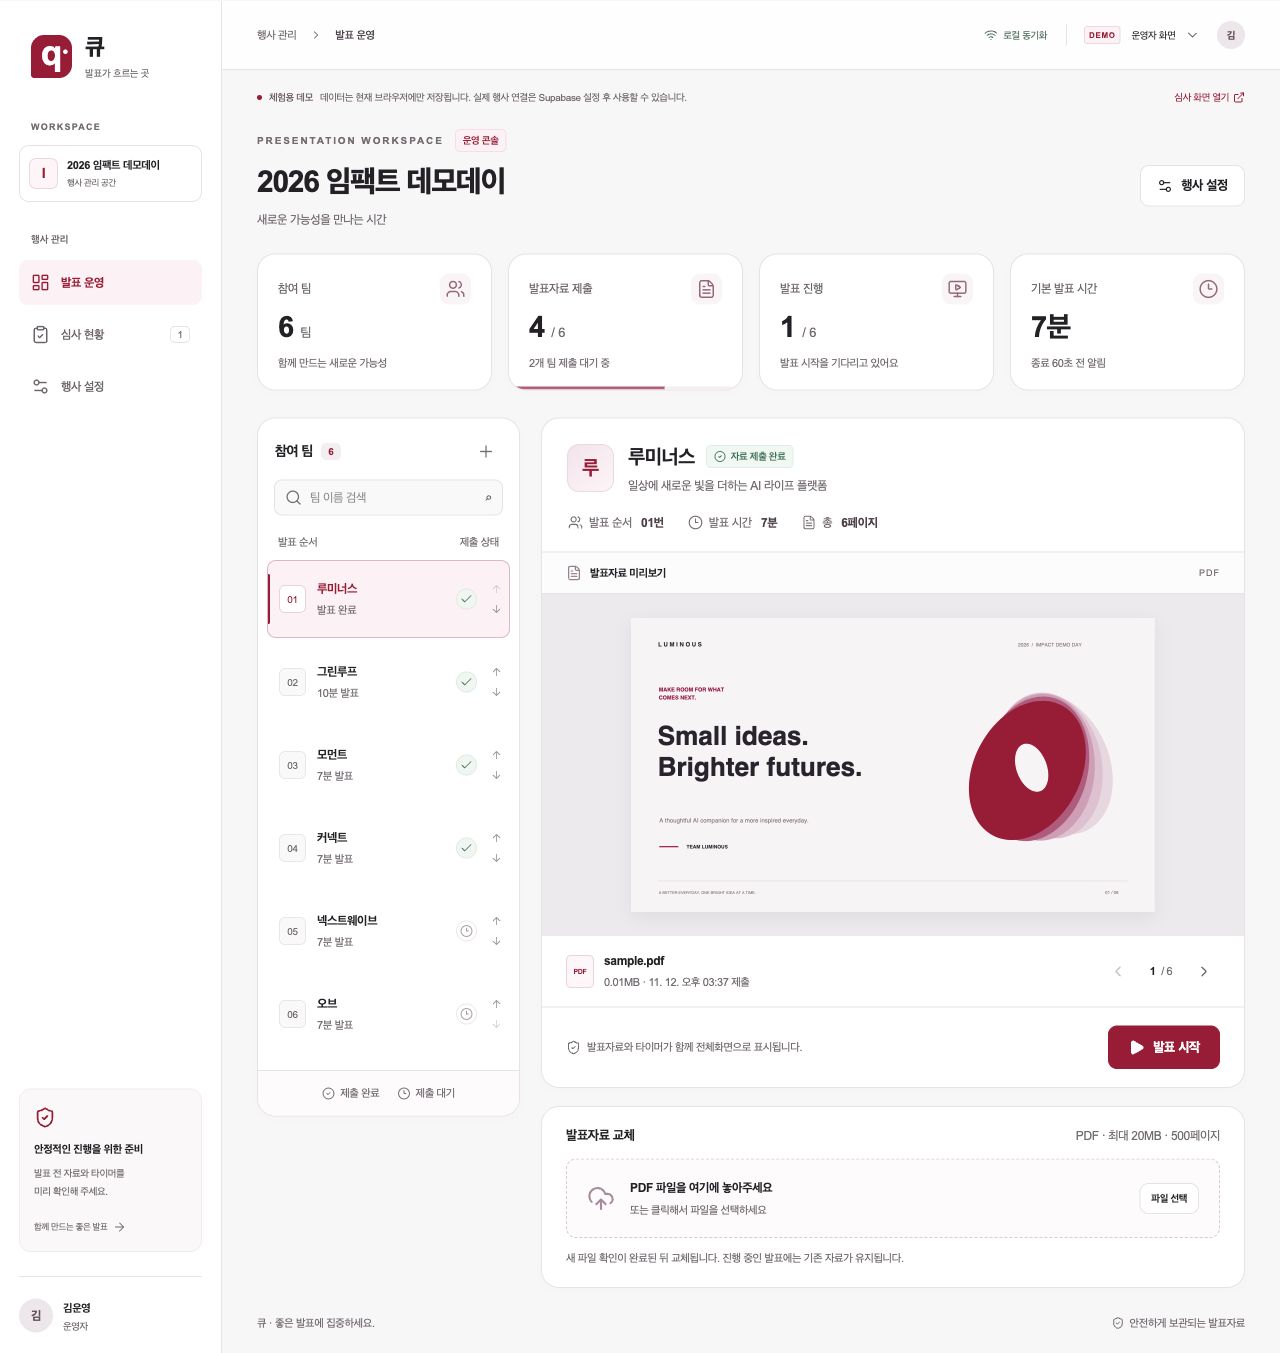 q
큐
발표가 흐르는 곳
WORKSPACE
I
2026 임팩트 데모데이
행사 관리 공간
행사 관리
발표 운영
심사 현황
1
행사 설정
안정적인 진행을 위한 준비
발표 전 자료와 타이머를
미리 확인해 주세요.
함께 만드는 좋은 발표
김
김운영
운영자
행사 관리
발표 운영
로컬 동기화
DEMO
운영자 화면
김
체험용 데모 데이터는 현재 브라우저에만 저장됩니다. 실제 행사 연결은 Supabase 설정 후 사용할 수 있습니다.
심사 화면 열기
PRESENTATION WORKSPACE
운영 콘솔
2026 임팩트 데모데이
새로운 가능성을 만나는 시간
행사 설정
참여 팀
6 팀
함께 만드는 새로운 가능성
발표자료 제출
4 / 6
2개 팀 제출 대기 중
발표 진행
1 / 6
발표 시작을 기다리고 있어요
기본 발표 시간
7분
종료 60초 전 알림
참여 팀 6
팀 이름 검색
발표 순서
제출 상태
01
루미너스
발표 완료
02
그린루프
10분 발표
03
모먼트
7분 발표
04
커넥트
7분 발표
05
넥스트웨이브
7분 발표
06
오브
7분 발표
제출 완료
제출 대기
루
루미너스
자료 제출 완료
일상에 새로운 빛을 더하는 AI 라이프 플랫폼
발표 순서 01번
발표 시간 7분
총 6페이지
발표자료 미리보기
PDF
LUMINOUS
2026 / IMPACT DEMO DAY
MAKE ROOM FOR WHAT
COMES NEXT.
Small ideas.
Brighter futures.
A thoughtful AI companion for a more inspired everyday.
TEAM LUMINOUS
A BETTER EVERYDAY, ONE BRIGHT IDEA AT A TIME.
01 / 06
PDF
sample.pdf
0.01MB · 11. 12. 오후 03:37 제출
1 / 6
발표자료와 타이머가 함께 전체화면으로 표시됩니다.
발표 시작
발표자료 교체
PDF · 최대 20MB · 500페이지
PDF 파일을 여기에 놓아주세요
또는 클릭해서 파일을 선택하세요
파일 선택
새 파일 확인이 완료된 뒤 교체됩니다. 진행 중인 발표에는 기존 자료가 유지됩니다.
큐 · 좋은 발표에 집중하세요.
안전하게 보관되는 발표자료